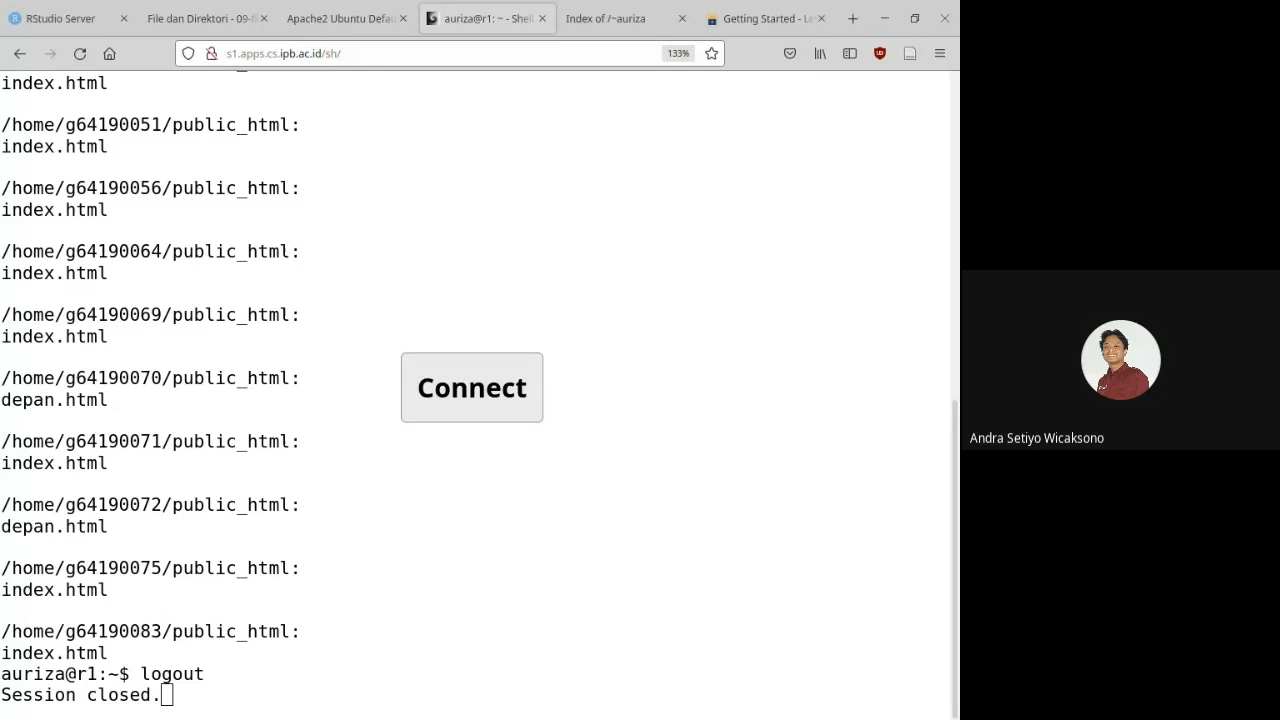 RStudio Server
File dan Direktori - 09-
Apache2 Ubuntu Defau
auriza@r1: ~ - Shell
Index of /~auriza
Getting Started - Le
s1.apps.cs.ipb.ac.id/sh/
133%
index.html
/home/g64190051/public_html:
index.html
/home/g64190056/public_html:
index.html
/home/g64190064/public_html:
index.html
/home/g64190069/public_html:
index.html
/home/g64190070/public_html:
depan.html
/home/g64190071/public_html:
index.html
/home/g64190072/public_html:
depan.html
/home/g64190075/public_html:
index.html
/home/g64190083/public_html:
index.html
auriza@r1:~$ logout
Session closed.
Connect
Andra Setiyo Wicaksono